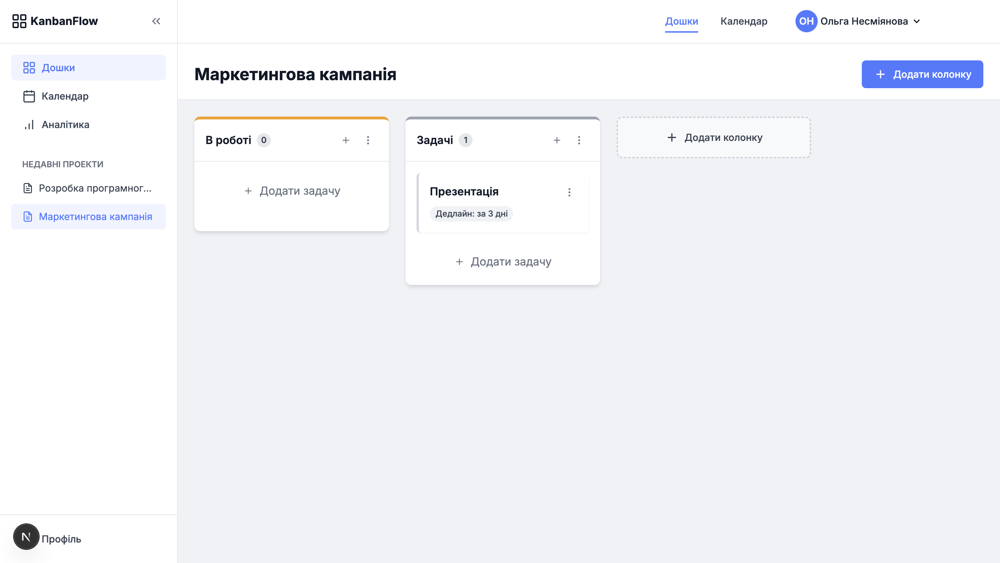 KanbanFlow
Дошки
Календар
ОН Ольга Несміянова
Дошки
Календар
Аналітика
НЕДАВНІ ПРОЕКТИ
Розробка програмног...
Маркетингова кампанія
N Профіль
Маркетингова кампанія
+ Додати колонку
В роботі 0
+ Додати задачу
Задачі 1
Презентація
Дедлайн: за 3 дні
+ Додати задачу
+ Додати колонку